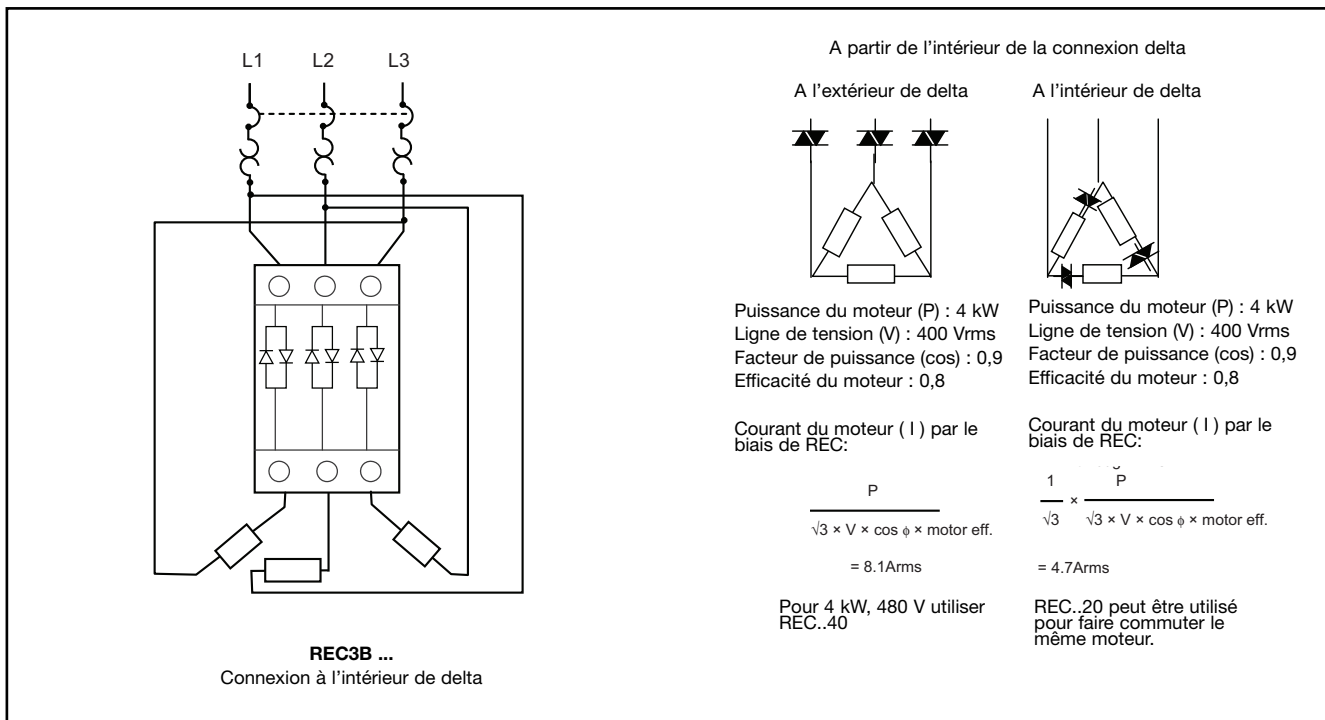 L1 L2 L3
REC3B ...
Connexion à l'intérieur de delta
A partir de l'intérieur de la connexion delta
A l'extérieur de delta
Puissance du moteur (P) : 4 kW
Ligne de tension (V) : 400 Vrms
Facteur de puissance (cos) : 0,9
Efficacité du moteur : 0,8
Courant du moteur ( I ) par le
biais de REC:
P
√3 × V × cos ϕ × motor eff.
= 8.1Arms
Pour 4 kW, 480 V utiliser
REC..40
A l'intérieur de delta
Puissance du moteur (P) : 4 kW
Ligne de tension (V) : 400 Vrms
Facteur de puissance (cos) : 0,9
Efficacité du moteur : 0,8
Courant du moteur ( I ) par le
biais de REC:
1 P
×
√3 √3 × V × cos ϕ × motor eff.
= 4.7Arms
REC..20 peut être utilisé
pour faire commuter le
même moteur.